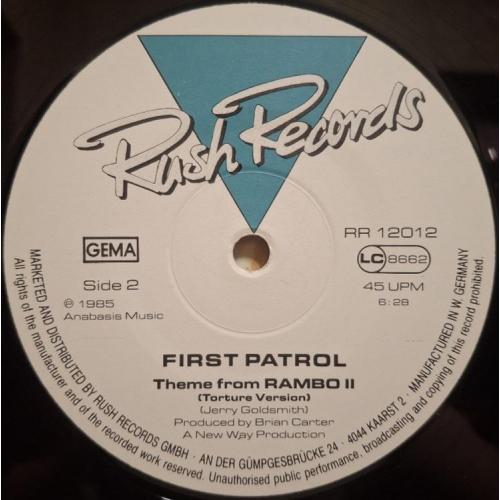 Rush Records
RR 12012
GEMA
LC 8662
Side 2
45 UPM
℗ 1985
6:28
Anabasis Music
FIRST PATROL
Theme from RAMBO II
(Torture Version)
(Jerry Goldsmith)
Produced by Brian Carter
A New Way Production
MARKETED AND DISTRIBUTED BY RUSH RECORDS GMBH · AN DER GÜMPGESBRÜCKE 24 · 4044 KAARST 2 · MANUFACTURED IN W. GERMANY
All rights of the manufacturer and of the recorded work reserved. Unauthorised public performance, broadcasting and copying of this record prohibited.